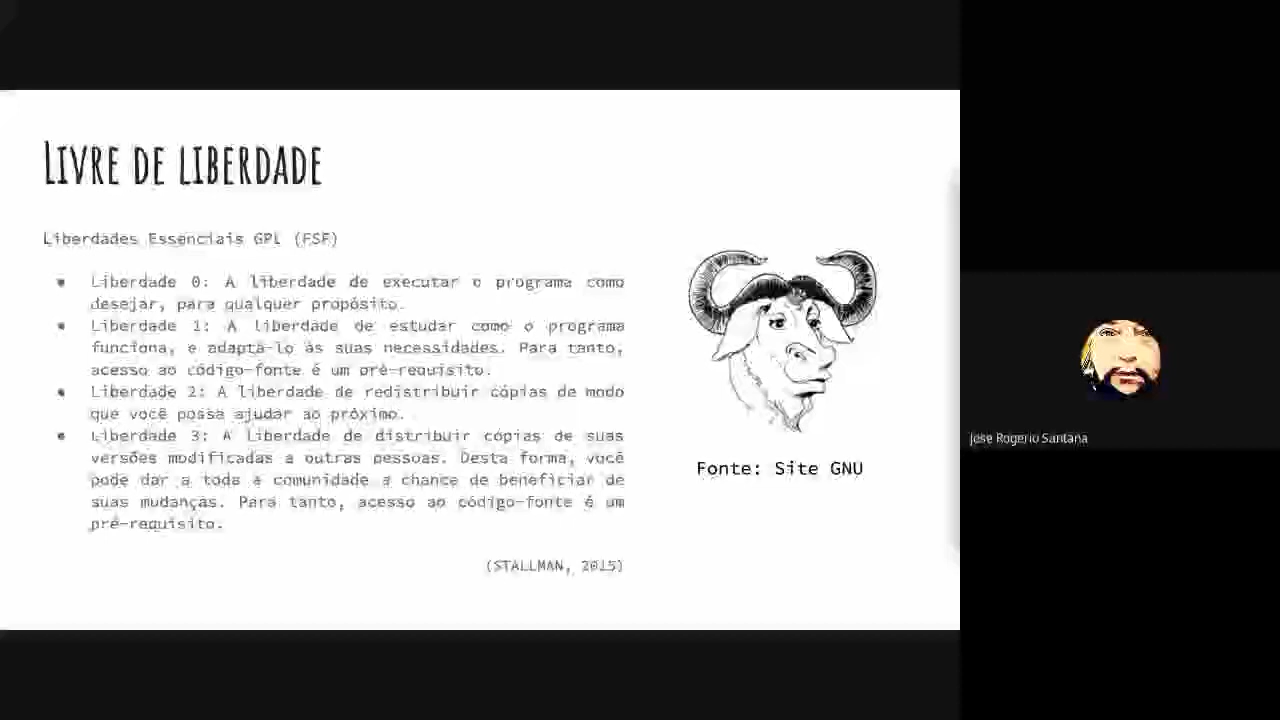 LIVRE DE LIBERDADE
Liberdades Essenciais GPL (FSF)
Liberdade 0: A liberdade de executar o programa como
desejar, para qualquer propósito.
Liberdade 1: A liberdade de estudar como o programa
funciona, e adaptá-lo às suas necessidades. Para tanto,
acesso ao código-fonte é um pré-requisito.
Liberdade 2: A liberdade de redistribuir cópias de modo
que você possa ajudar ao próximo.
Liberdade 3: A liberdade de distribuir cópias de suas
versões modificadas a outras pessoas. Desta forma, você
pode dar a toda a comunidade a chance de beneficiar de
suas mudanças. Para tanto, acesso ao código-fonte é um
pré-requisito.
(STALLMAN, 2015)
Fonte: Site GNU
Jose Rogerio Santana